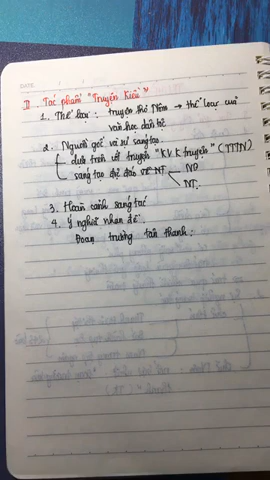 II. Tác phẩm "Truyện Kiều"
1. Thể loại: truyện thơ Nôm → thể loại của
văn học dân tộc
2. Nguồn gốc và sự sáng tạo
dựa trên cốt truyện "KVK truyện" (TTTN)
sáng tạo độc đáo về NT
ND
NT.
3. Hoàn cảnh sáng tác
4. Ý nghĩa nhan đề.
Đoạn trường tân thanh: